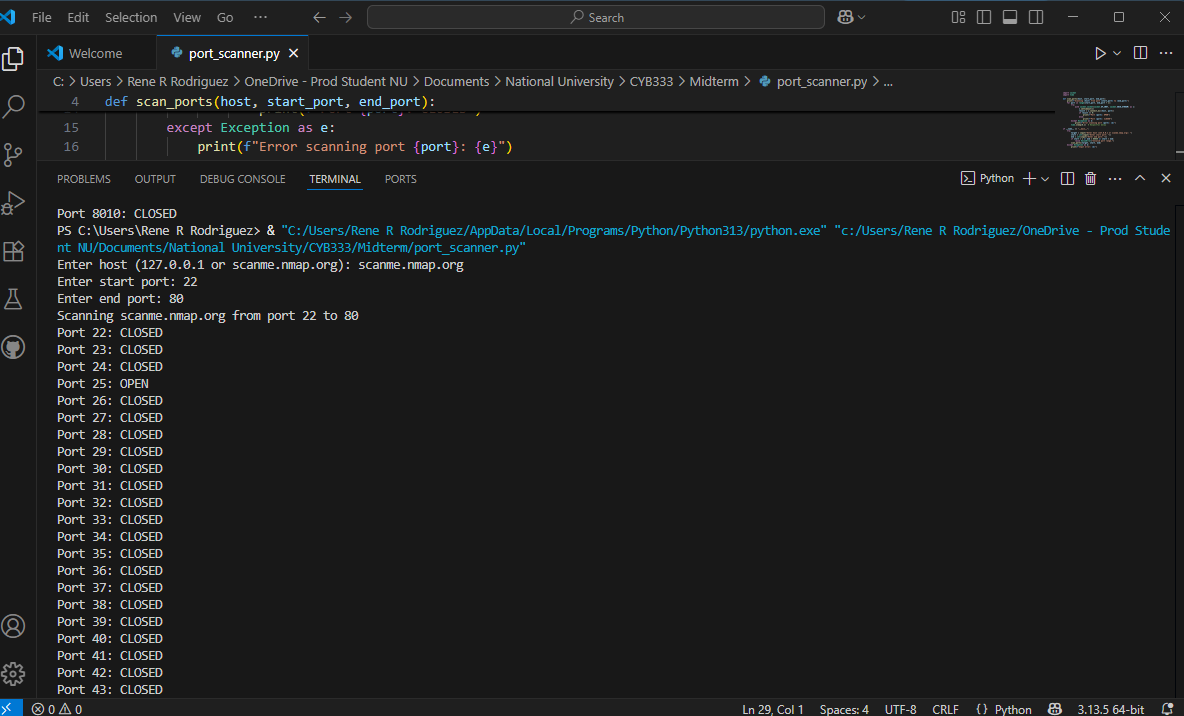 File Edit Selection View Go ··· Search
Welcome port_scanner.py
C: > Users > Rene R Rodriguez > OneDrive - Prod Student NU > Documents > National University > CYB333 > Midterm > port_scanner.py > ...
4 def scan_ports(host, start_port, end_port):
15 except Exception as e:
16 print(f"Error scanning port {port}: {e}")
PROBLEMS OUTPUT DEBUG CONSOLE TERMINAL PORTS Python
Port 8010: CLOSED
PS C:\Users\Rene R Rodriguez> & "C:/Users/Rene R Rodriguez/AppData/Local/Programs/Python/Python313/python.exe" "c:/Users/Rene R Rodriguez/OneDrive - Prod Stude
nt NU/Documents/National University/CYB333/Midterm/port_scanner.py"
Enter host (127.0.0.1 or scanme.nmap.org): scanme.nmap.org
Enter start port: 22
Enter end port: 80
Scanning scanme.nmap.org from port 22 to 80
Port 22: CLOSED
Port 23: CLOSED
Port 24: CLOSED
Port 25: OPEN
Port 26: CLOSED
Port 27: CLOSED
Port 28: CLOSED
Port 29: CLOSED
Port 30: CLOSED
Port 31: CLOSED
Port 32: CLOSED
Port 33: CLOSED
Port 34: CLOSED
Port 35: CLOSED
Port 36: CLOSED
Port 37: CLOSED
Port 38: CLOSED
Port 39: CLOSED
Port 40: CLOSED
Port 41: CLOSED
Port 42: CLOSED
Port 43: CLOSED
0 0 Ln 29, Col 1 Spaces: 4 UTF-8 CRLF {} Python 3.13.5 64-bit